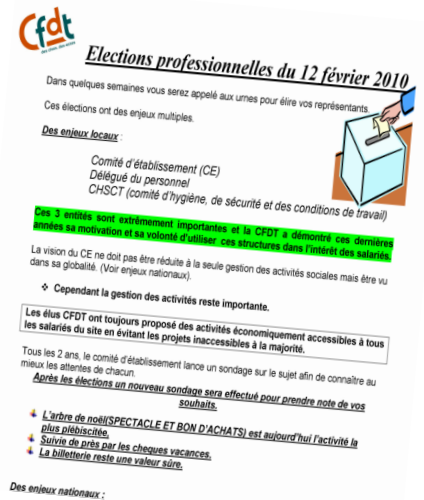 Cfdt
Elections professionnelles du 12 février 2010
Dans quelques semaines vous serez appelé aux urnes pour élire vos représentants.
Ces élections ont des enjeux multiples.
Des enjeux locaux :
Comité d'établissement (CE)
Délégué du personnel
CHSCT (comité d'hygiène, de sécurité et des conditions de travail)
Ces 3 entités sont extrêmement importantes et la CFDT a démontré ces dernières
années sa motivation et sa volonté d'utiliser ces structures dans l'intérêt des salariés.
La vision du CE ne doit pas être réduite à la seule gestion des activités sociales mais être vu
dans sa globalité. (Voir enjeux nationaux).
❖ Cependant la gestion des activités reste importante.
Les élus CFDT ont toujours proposé des activités économiquement accessibles à tous
les salariés du site en évitant les projets inaccessibles à la majorité.
Tous les 2 ans, le comité d'établissement lance un sondage sur le sujet afin de connaître au
mieux les attentes de chacun.
Après les élections un nouveau sondage sera effectué pour prendre note de vos
souhaits.
L'arbre de noël(SPECTACLE ET BON D'ACHATS) est aujourd'hui l'activité la
plus plébiscitée.
Suivie de près par les cheques vacances.
La billetterie reste une valeur sûre.
Des enjeux nationaux :